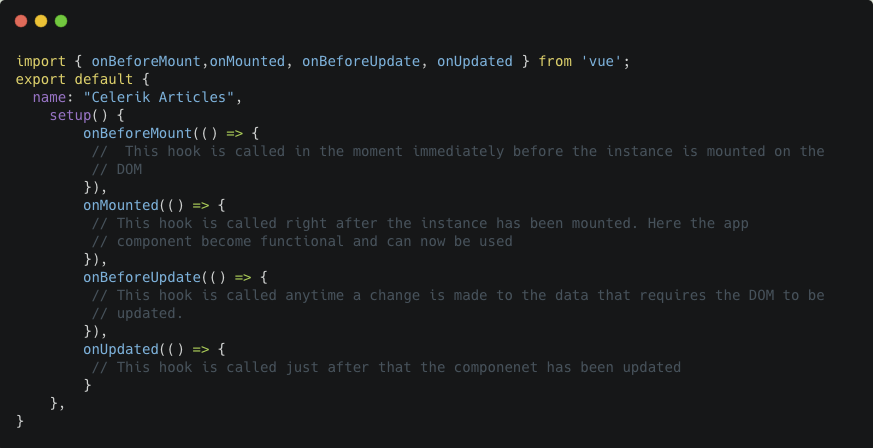 import { onBeforeMount,onMounted, onBeforeUpdate, onUpdated } from 'vue';
export default {
  name: "Celerik Articles",
    setup() {
        onBeforeMount(() => {
         //  This hook is called in the moment immediately before the instance is mounted on the
         // DOM
        }),
        onMounted(() => {
         // This hook is called right after the instance has been mounted. Here the app
         // component become functional and can now be used
        }),
        onBeforeUpdate(() => {
         // This hook is called anytime a change is made to the data that requires the DOM to be
         // updated.
        }),
        onUpdated(() => {
         // This hook is called just after that the componenet has been updated
        }
    },
}